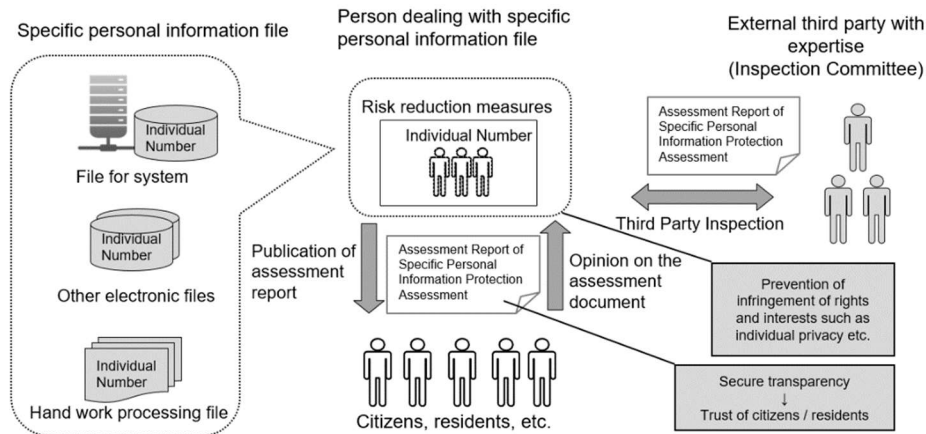 Specific personal information file
Individual
Number
File for system
Individual
Number
Other electronic files
Individual
Number
Hand work processing file
Person dealing with specific
personal information file
Risk reduction measures
Individual Number
Publication of
assessment
report
Assessment Report of
Specific Personal
Information Protection
Assessment
Opinion on the
assessment
document
Citizens, residents, etc.
External third party with
expertise
(Inspection Committee)
Assessment Report of
Specific Personal
Information Protection
Assessment
Third Party Inspection
Prevention of
infringement of rights
and interests such as
individual privacy etc.
Secure transparency
↓
Trust of citizens / residents